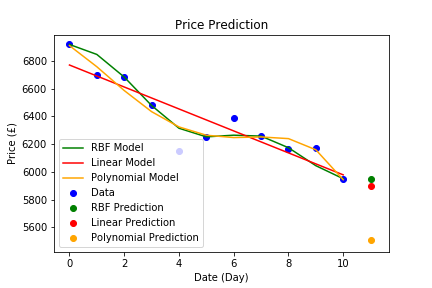 Price Prediction
Price (£)
6800
6600
6400
6200
6000
5800
5600
RBF Model
Linear Model
Polynomial Model
Data
RBF Prediction
Linear Prediction
Polynomial Prediction
0
2
4
6
8
10
Date (Day)